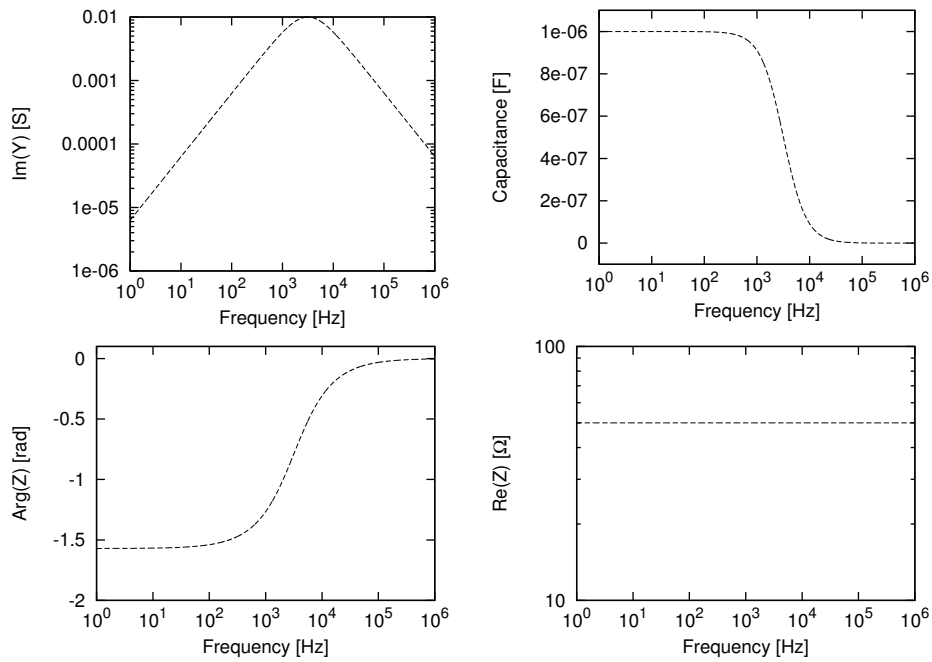 Im(Y) [S]
0.01
0.001
0.0001
1e-05
1e-06
10^0 10^1 10^2 10^3 10^4 10^5 10^6
Frequency [Hz]
Capacitance [F]
1e-06
8e-07
6e-07
4e-07
2e-07
0
10^0 10^1 10^2 10^3 10^4 10^5 10^6
Frequency [Hz]
Arg(Z) [rad]
0
-0.5
-1
-1.5
-2
10^0 10^1 10^2 10^3 10^4 10^5 10^6
Frequency [Hz]
Re(Z) [Ω]
100
10
10^0 10^1 10^2 10^3 10^4 10^5 10^6
Frequency [Hz]